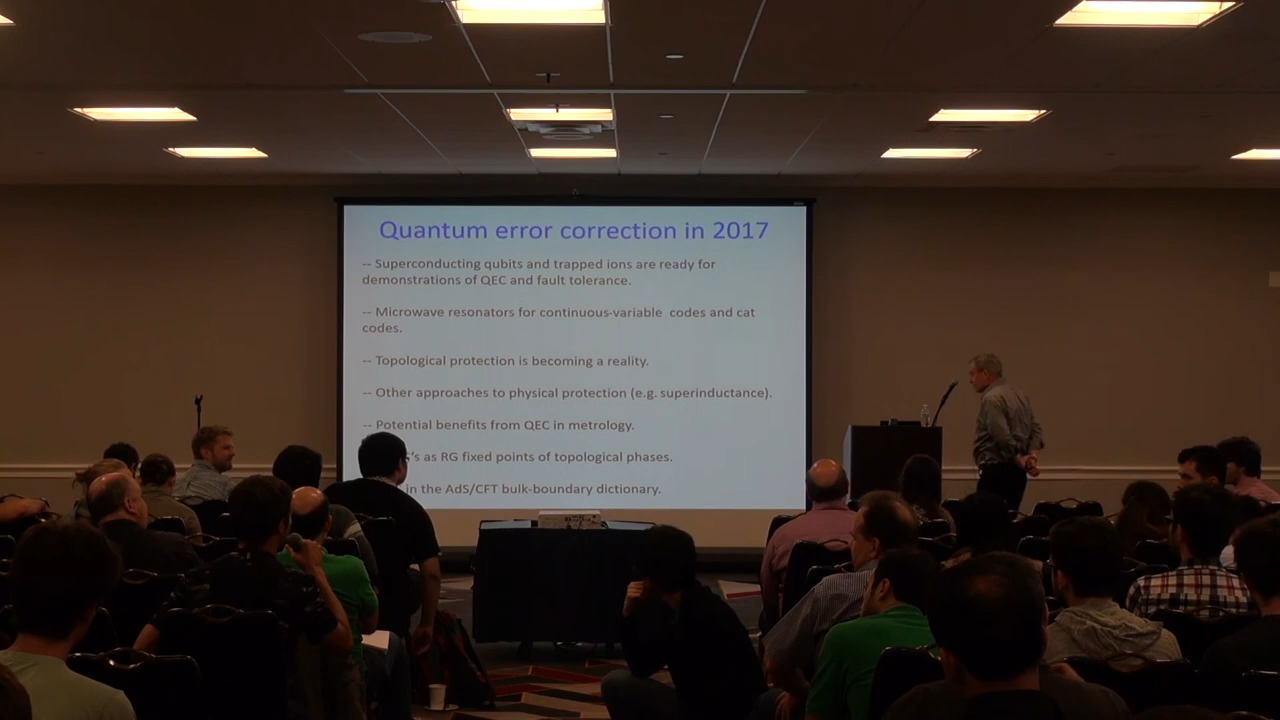 Quantum error correction in 2017
-- Superconducting qubits and trapped ions are ready for
demonstrations of QEC and fault tolerance.
-- Microwave resonators for continuous-variable codes and cat
codes.
-- Topological protection is becoming a reality.
-- Other approaches to physical protection (e.g. superinductance).
-- Potential benefits from QEC in metrology.
's as RG fixed points of topological phases.
in the AdS/CFT bulk-boundary dictionary.